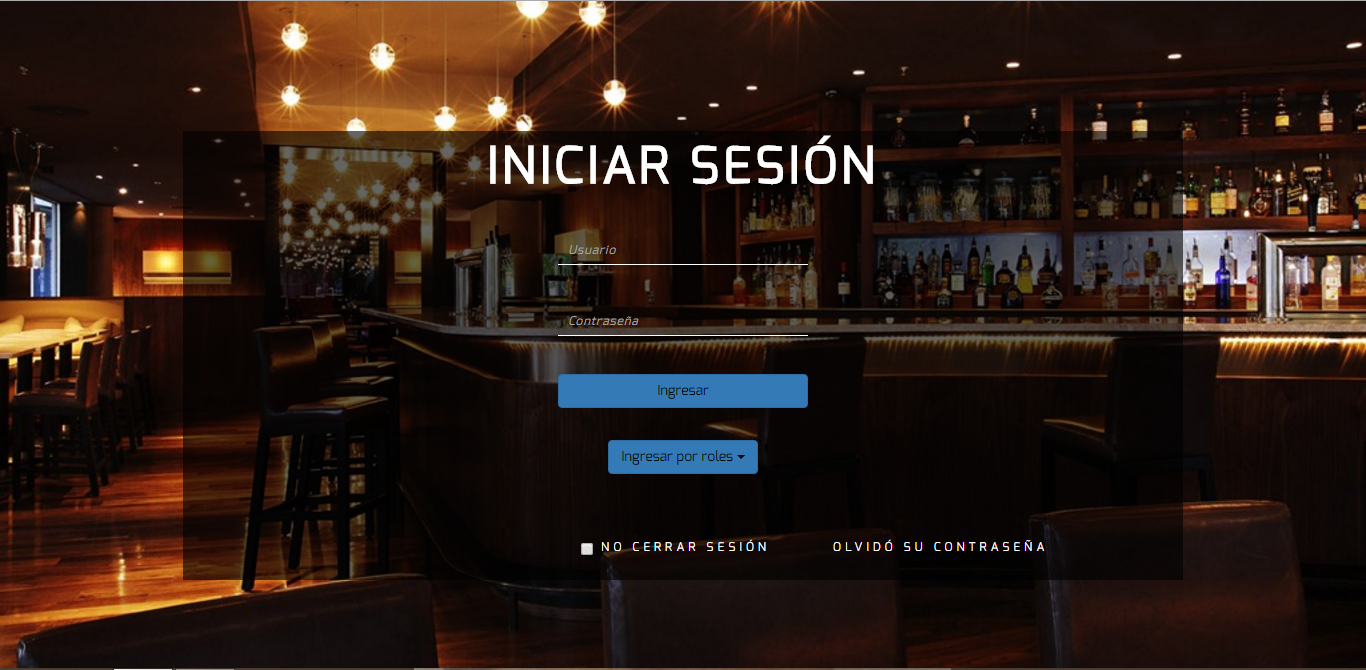 INICIAR SESIÓN
Usuario
Contraseña
Ingresar
Ingresar por roles
NO CERRAR SESIÓN
OLVIDÓ SU CONTRASEÑA